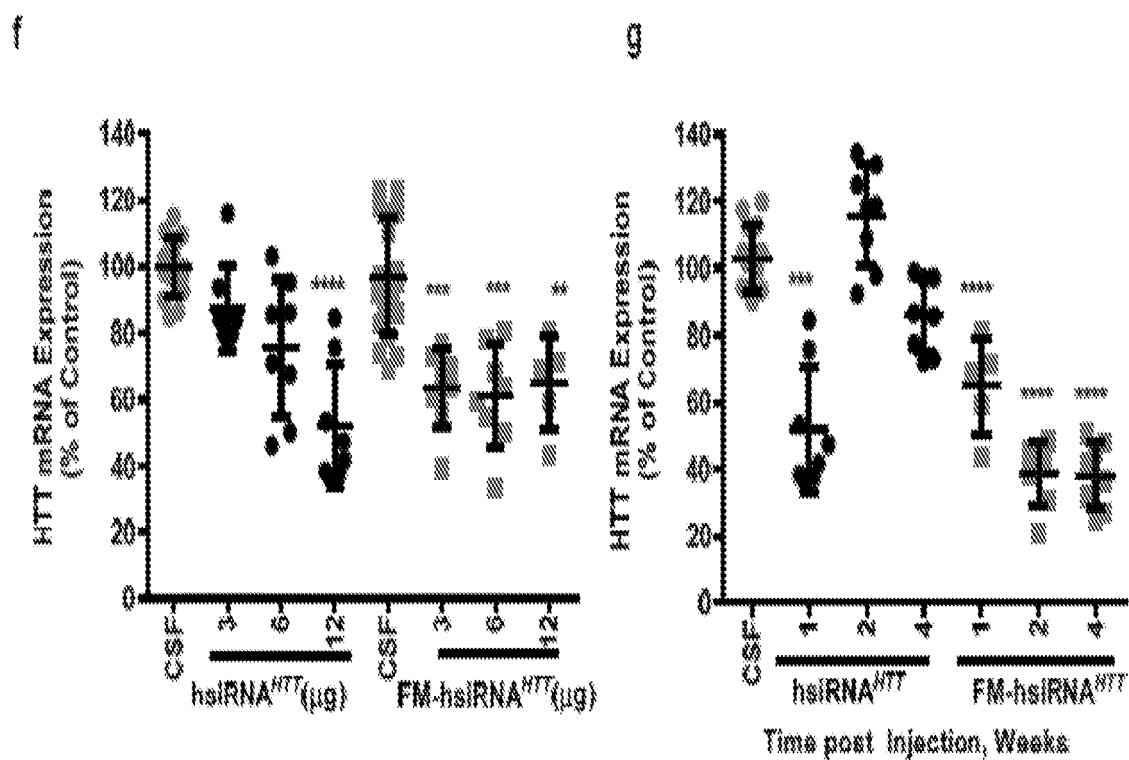 f
HTT mRNA Expression
(% of Control)
140
120
100
80
60
40
20
0
****
***
***
**
CSF 3 6 12 CSF 3 6 12
hsiRNA^HTT (µg) FM-hsiRNA^HTT (µg)
g
HTT mRNA Expression
(% of Control)
140
120
100
80
60
40
20
0
***
****
****
****
CSF 1 2 4 1 2 4
hsiRNA^HTT FM-hsiRNA^HTT
Time post Injection, Weeks